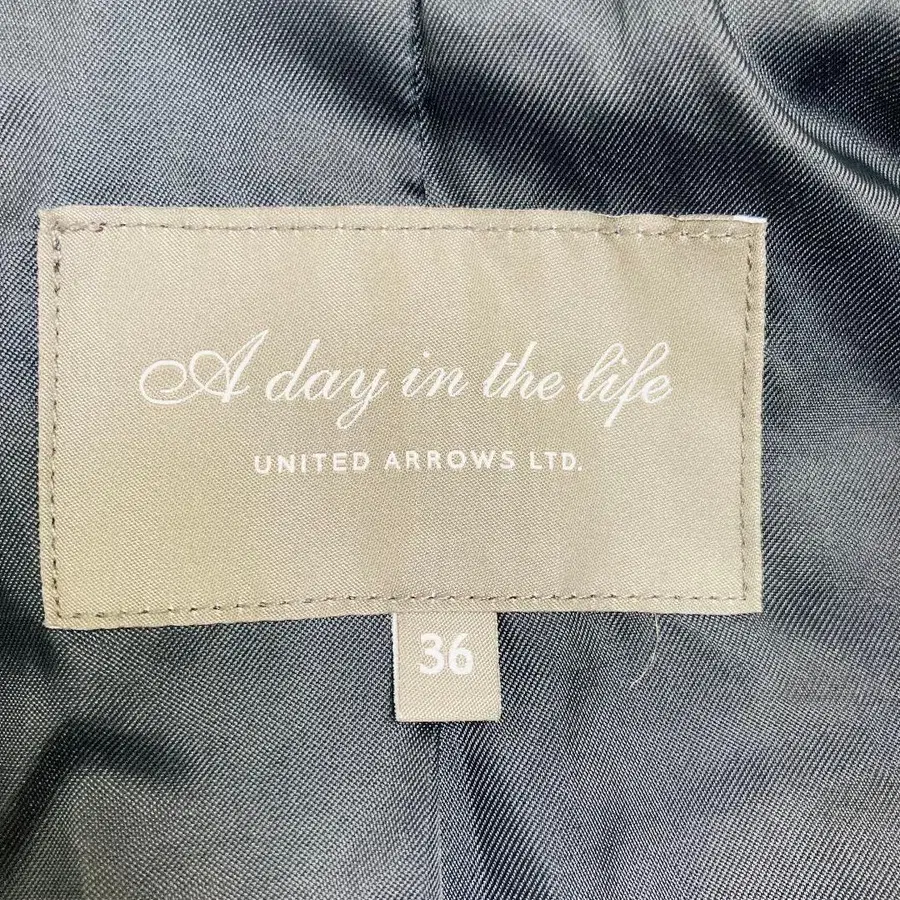 A day in the life
UNITED ARROWS LTD.
36